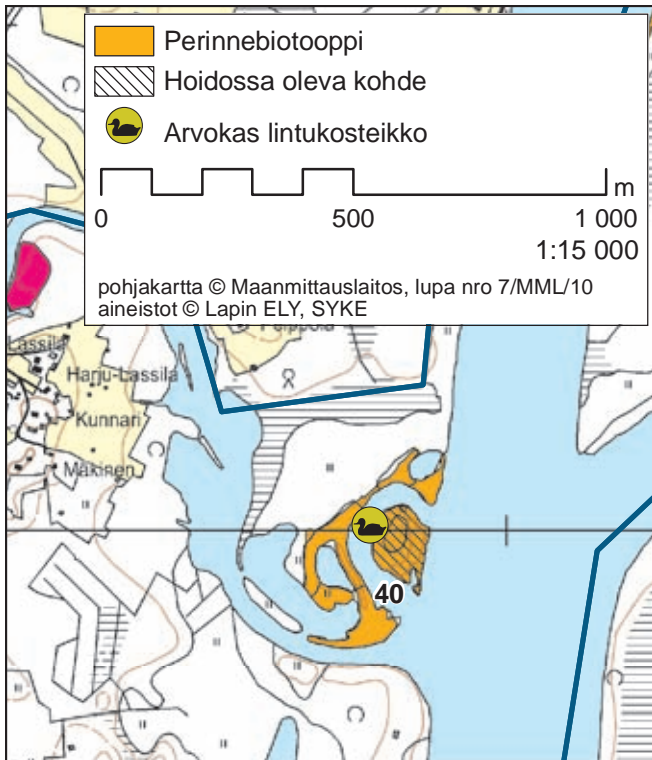 Perinnebiotooppi
Hoidossa oleva kohde
Arvokas lintukosteikko
m
0 500 1 000
1:15 000
pohjakartta © Maanmittauslaitos, lupa nro 7/MML/10
aineistot © Lapin ELY, SYKE
Lassila
Harju-Lassila
Kunnari
Mäkinen
40